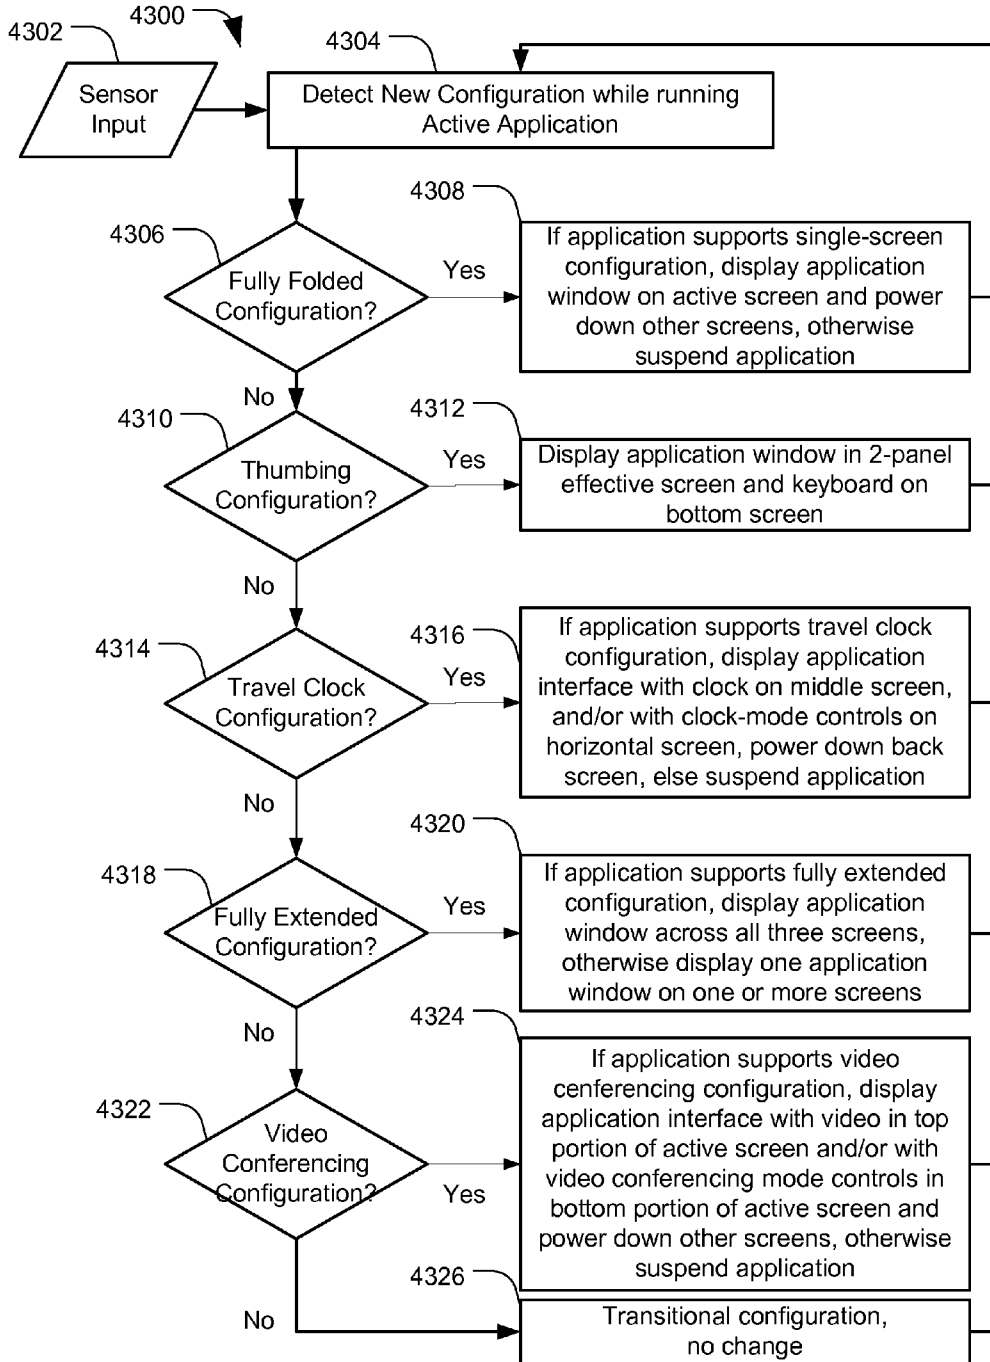 4300
4302
4304
Sensor
Input
Detect New Configuration while running
Active Application
4306
Fully Folded
Configuration?
Yes
No
4308
If application supports single-screen
configuration, display application
window on active screen and power
down other screens, otherwise
suspend application
4310
Thumbing
Configuration?
Yes
No
4312
Display application window in 2-panel
effective screen and keyboard on
bottom screen
4314
Travel Clock
Configuration?
Yes
No
4316
If application supports travel clock
configuration, display application
interface with clock on middle screen,
and/or with clock-mode controls on
horizontal screen, power down back
screen, else suspend application
4318
Fully Extended
Configuration?
Yes
No
4320
If application supports fully extended
configuration, display application
window across all three screens,
otherwise display one application
window on one or more screens
4322
Video
Conferencing
Configuration?
Yes
No
4324
If application supports video
cenferencing configuration, display
application interface with video in top
portion of active screen and/or with
video conferencing mode controls in
bottom portion of active screen and
power down other screens, otherwise
suspend application
4326
Transitional configuration,
no change